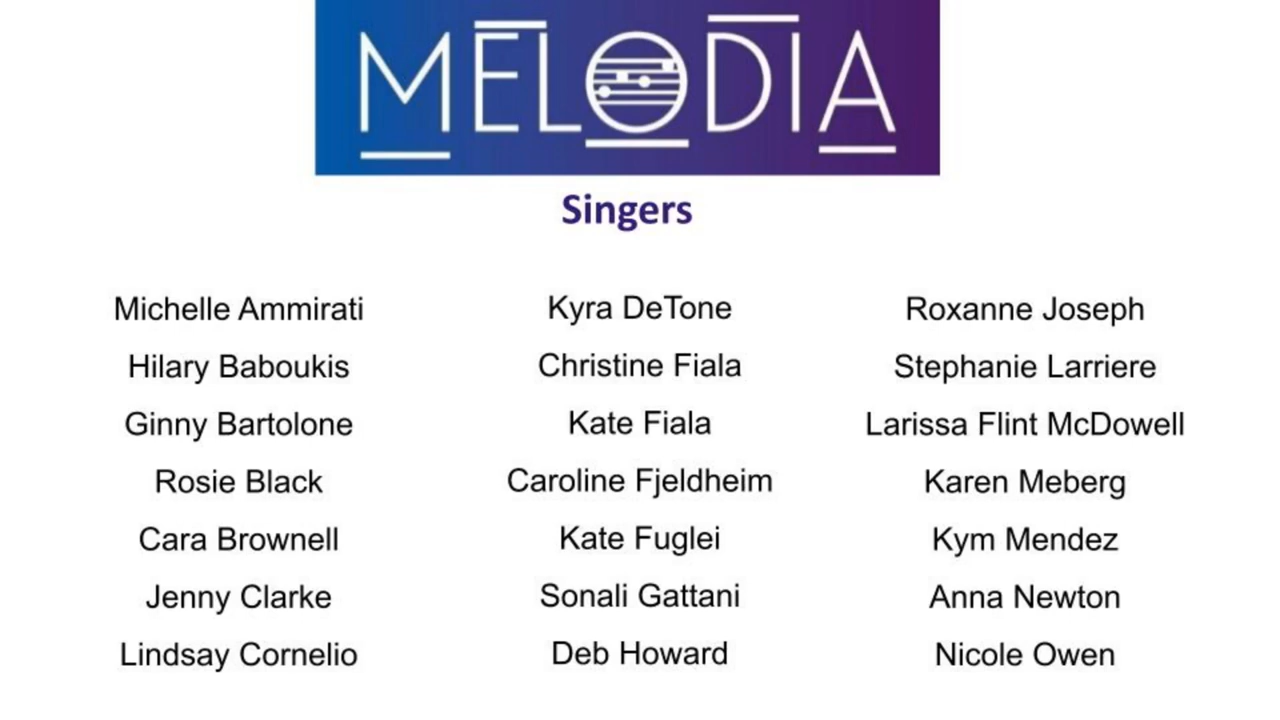 MELODIA
Singers
Michelle Ammirati
Hilary Baboukis
Ginny Bartolone
Rosie Black
Cara Brownell
Jenny Clarke
Lindsay Cornelio
Kyra DeTone
Christine Fiala
Kate Fiala
Caroline Fjeldheim
Kate Fuglei
Sonali Gattani
Deb Howard
Roxanne Joseph
Stephanie Larriere
Larissa Flint McDowell
Karen Meberg
Kym Mendez
Anna Newton
Nicole Owen